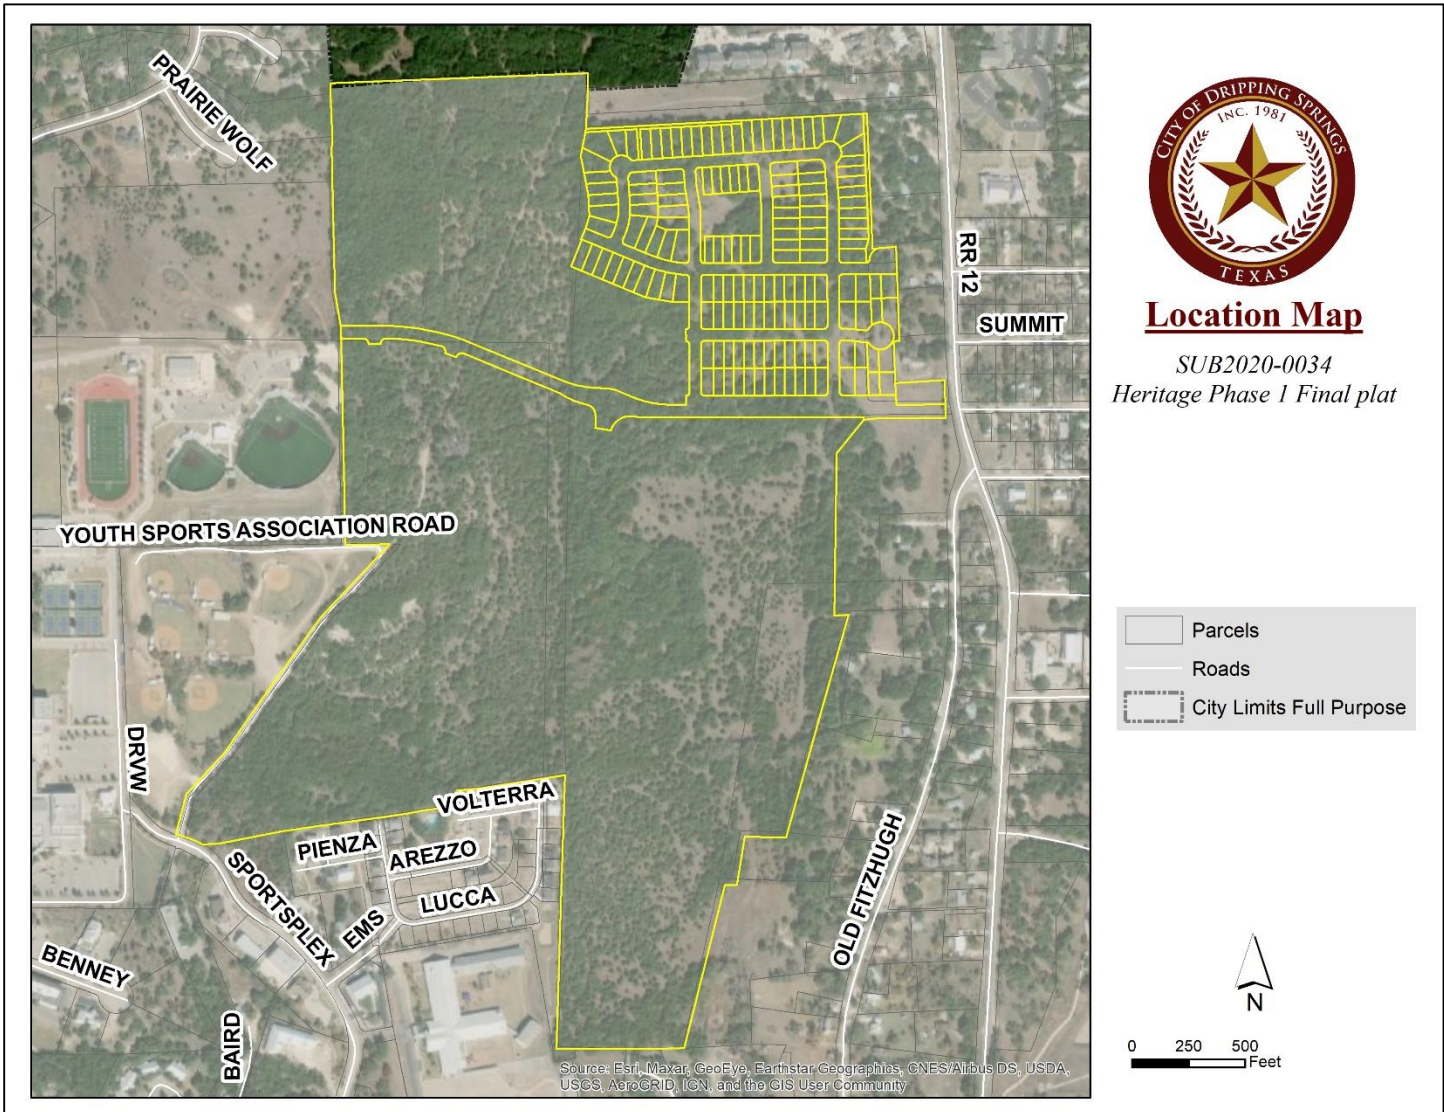 PRAIRIE WOLF
RR 12
SUMMIT
YOUTH SPORTS ASSOCIATION ROAD
DRVW
VOLTERRA
PIENZA
AREZZO
LUCCA
SPORTSPLEX
EMS
OLD FITZHUGH
BENNEY
BAIRD
Source: Esri, Maxar, GeoEye, Earthstar Geographics, CNES/Airbus DS, USDA,
USGS, AeroGRID, IGN, and the GIS User Community
CITY OF DRIPPING SPRINGS
INC. 1981
TEXAS
Location Map
SUB2020-0034
Heritage Phase 1 Final plat
Parcels
Roads
City Limits Full Purpose
N
0 250 500
Feet